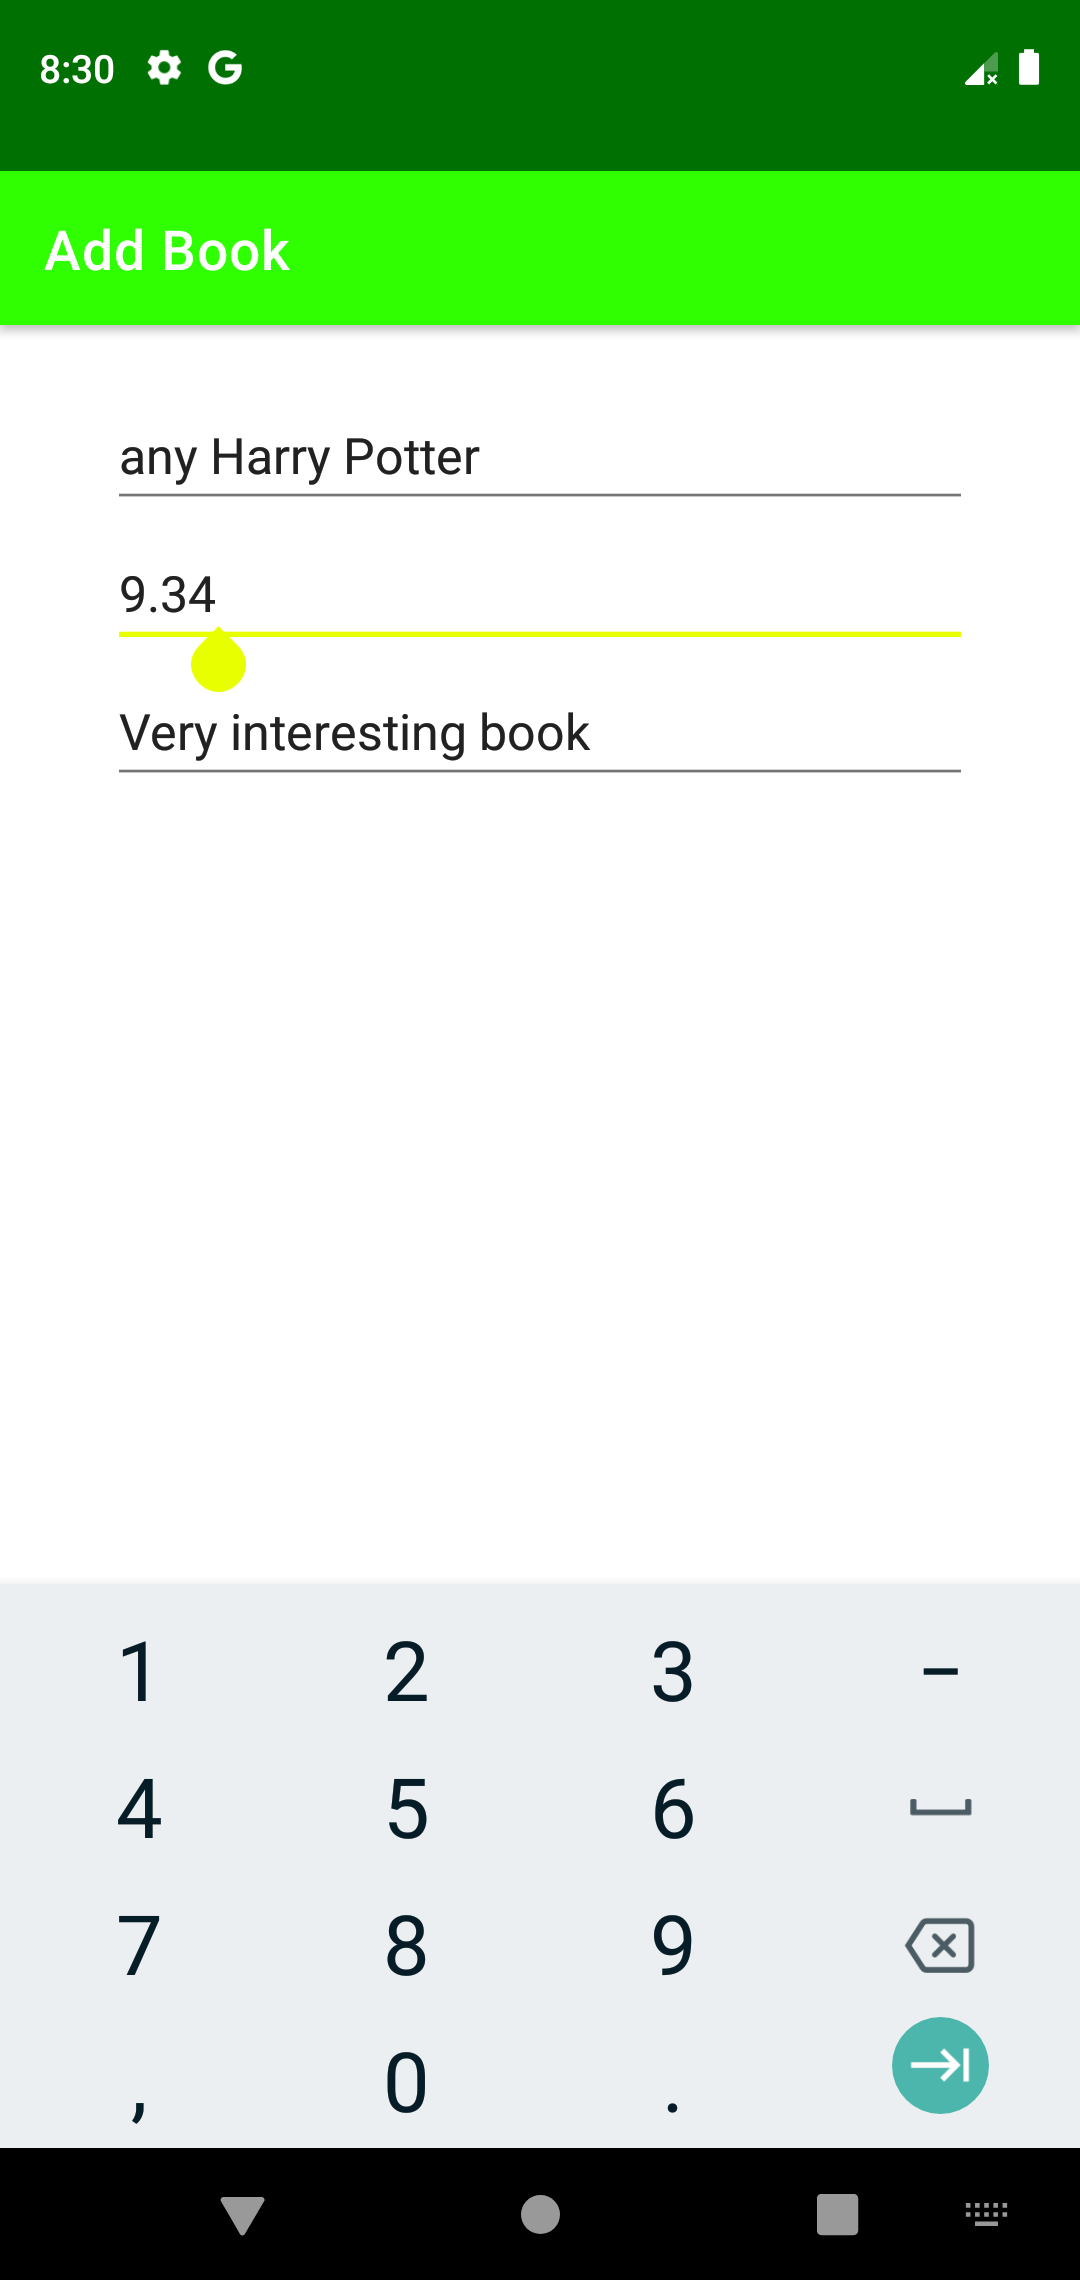 8:30
Add Book
any Harry Potter
9.34
Very interesting book
1 2 3 –
4 5 6
7 8 9
, 0 .